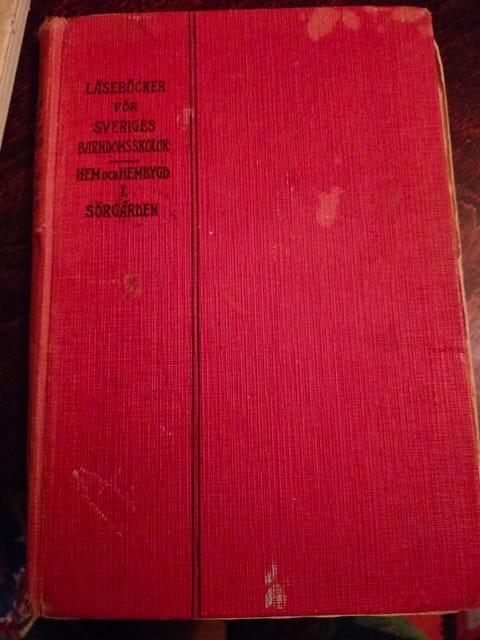 LÄSEBÖCKER
FÖR
SVERIGES
BARNDOMSSKOLOR
HEM OCH HEMBYGD
I.
SÖRGÅRDEN